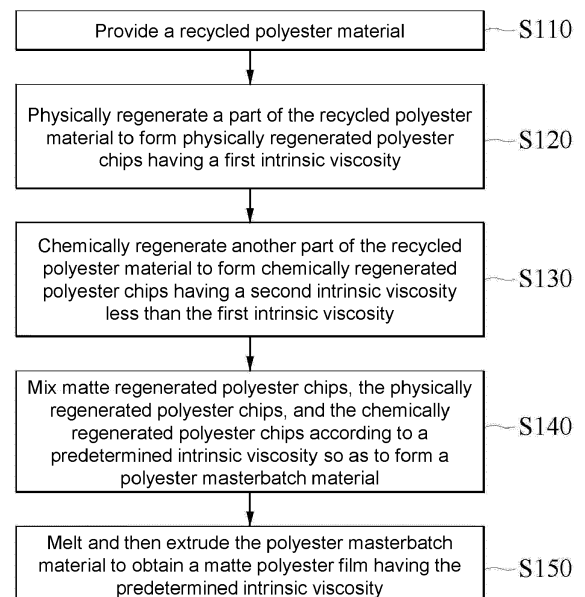 Provide a recycled polyester material
S110
Physically regenerate a part of the recycled polyester
material to form physically regenerated polyester
chips having a first intrinsic viscosity
S120
Chemically regenerate another part of the recycled
polyester material to form chemically regenerated
polyester chips having a second intrinsic viscosity
less than the first intrinsic viscosity
S130
Mix matte regenerated polyester chips, the physically
regenerated polyester chips, and the chemically
regenerated polyester chips according to a
predetermined intrinsic viscosity so as to form a
polyester masterbatch material
S140
Melt and then extrude the polyester masterbatch
material to obtain a matte polyester film having the
predetermined intrinsic viscosity
S150